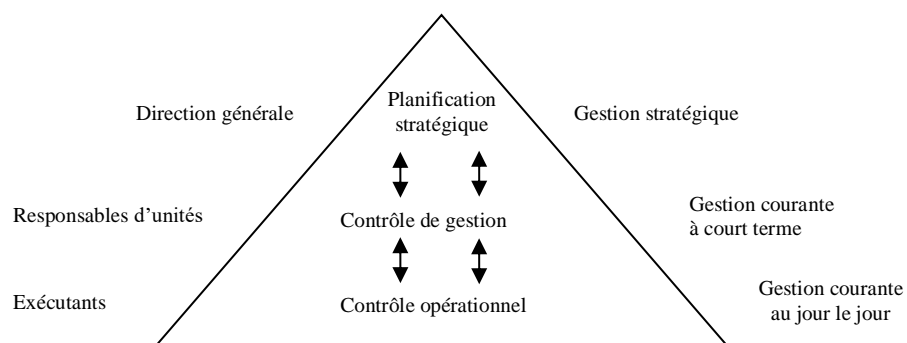 Direction générale
Planification
stratégique
Gestion stratégique
Responsables d’unités
Contrôle de gestion
Gestion courante
à court terme
Exécutants
Contrôle opérationnel
Gestion courante
au jour le jour